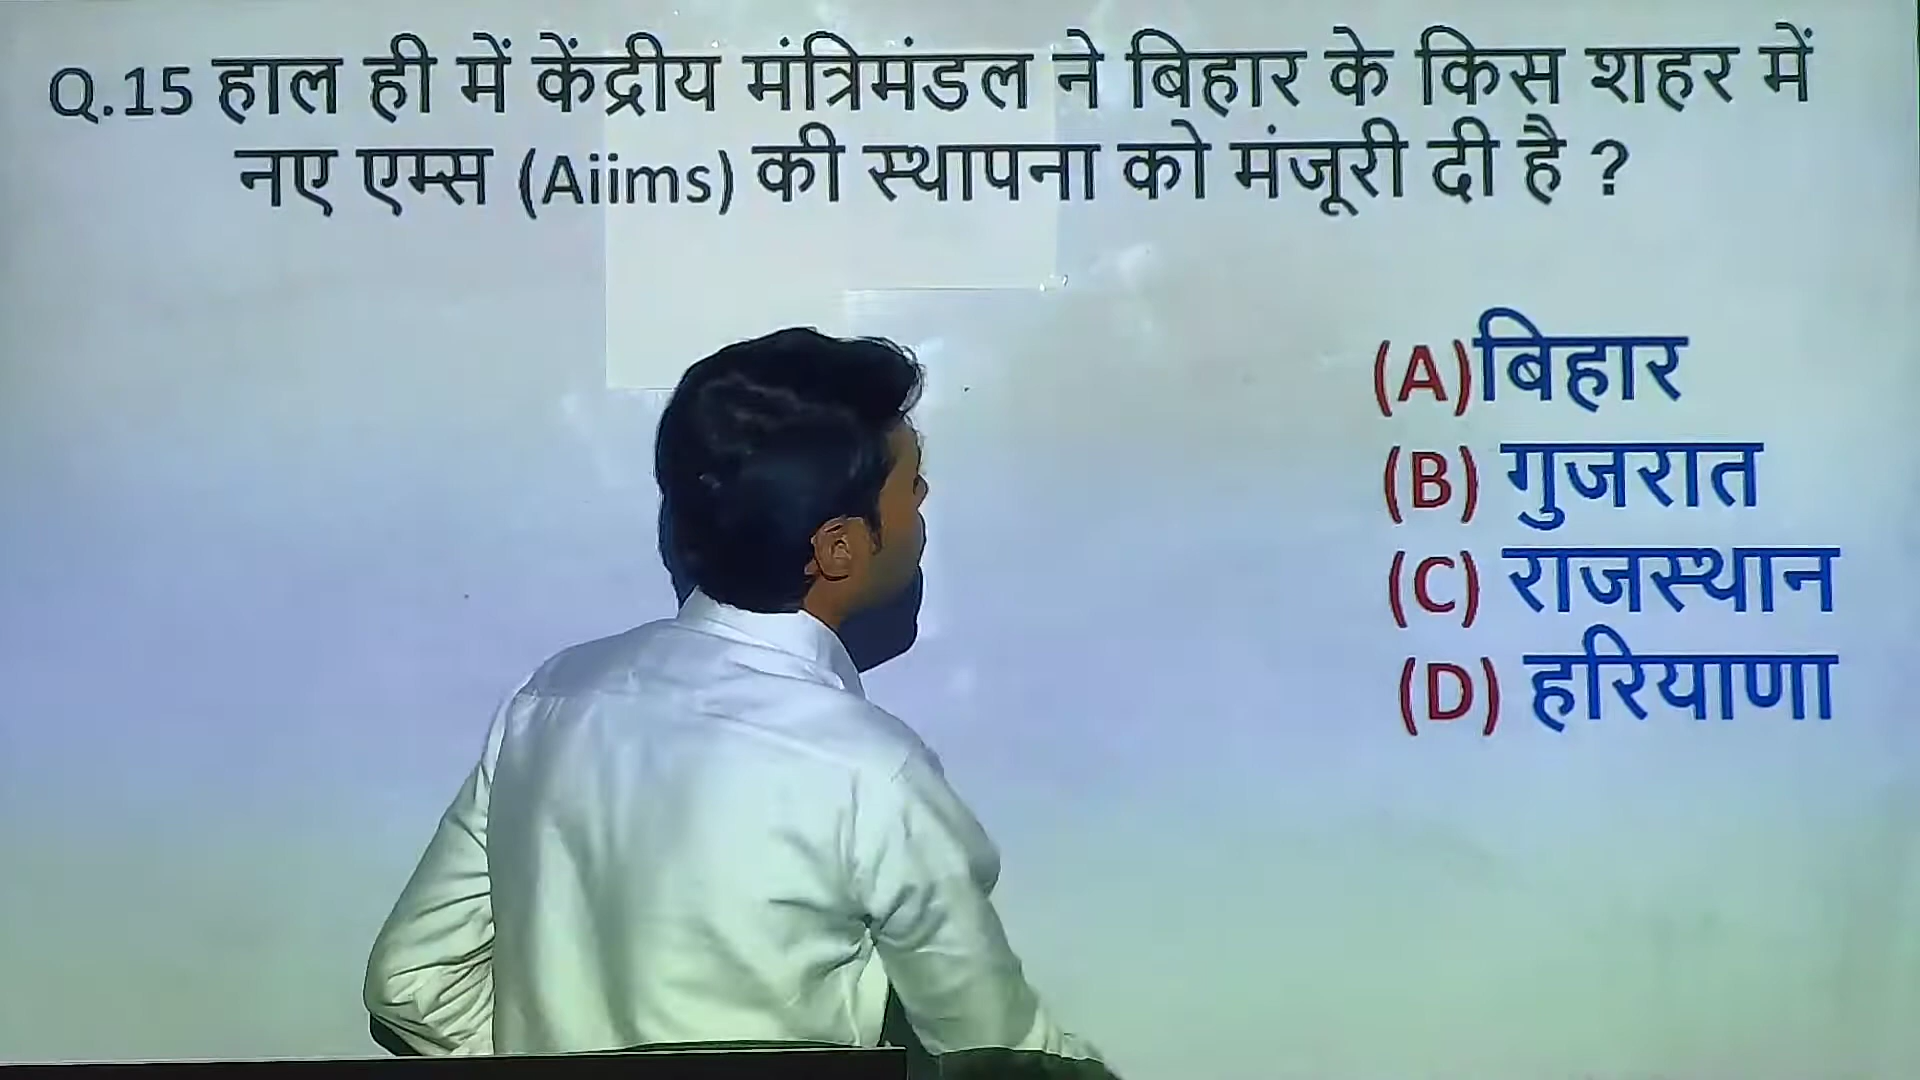 Q.15 हाल ही में केंद्रीय मंत्रिमंडल ने बिहार के किस शहर में
नए एम्स (Aiims) की स्थापना को मंजूरी दी है ?
(A)बिहार
(B) गुजरात
(C) राजस्थान
(D) हरियाणा